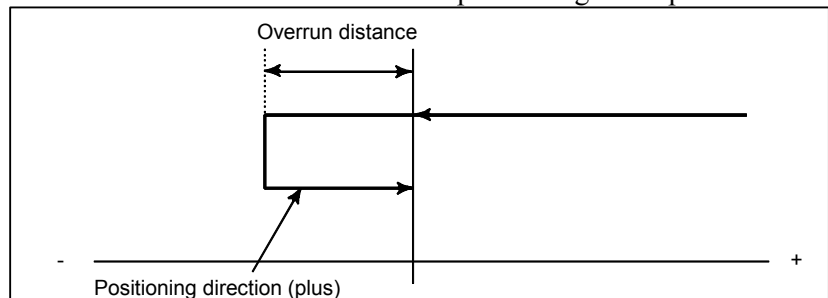 Overrun distance
- +
Positioning direction (plus)